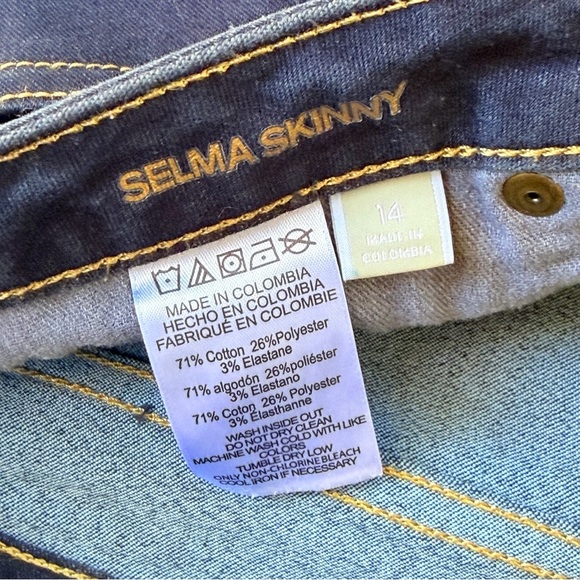 SELMA SKINNY
14
MADE IN
COLOMBIA
MADE IN COLOMBIA
HECHO EN COLOMBIA
FABRIQUÉ EN COLOMBIE
71% Cotton 26%Polyester
3% Elastane
71% algodón 26%poliéster
3% Elastano
71% Coton 26% Polyester
3% Élasthanne
WASH INSIDE OUT
DO NOT DRY CLEAN
MACHINE WASH COLD WITH LIKE
COLORS
TUMBLE DRY LOW
ONLY NON-CHLORINE BLEACH
COOL IRON IF NECESSARY